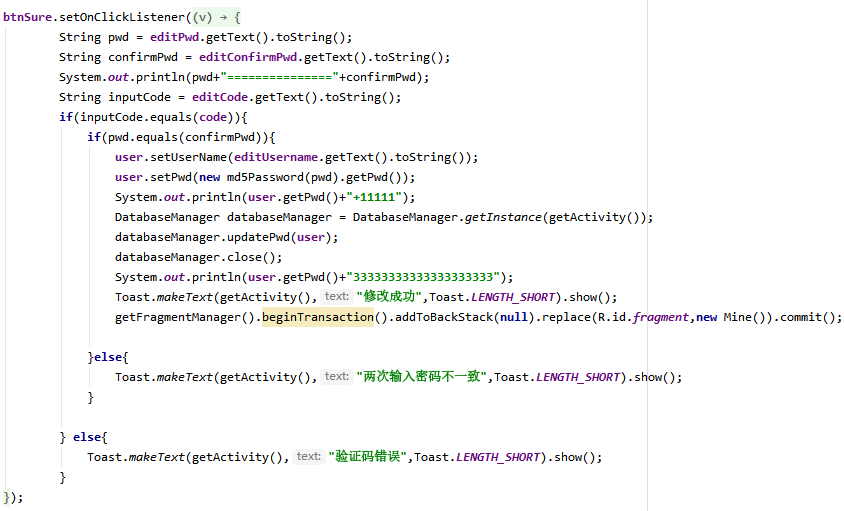 btnSure.setOnClickListener((v) → {
        String pwd = editPwd.getText().toString();
        String confirmPwd = editConfirmPwd.getText().toString();
        System.out.println(pwd+"==============="+confirmPwd);
        String inputCode = editCode.getText().toString();
        if(inputCode.equals(code)){
            if(pwd.equals(confirmPwd)){
                user.setUserName(editUsername.getText().toString());
                user.setPwd(new md5Password(pwd).getPwd());
                System.out.println(user.getPwd()+"+11111");
                DatabaseManager databaseManager = DatabaseManager.getInstance(getActivity());
                databaseManager.updatePwd(user);
                databaseManager.close();
                System.out.println(user.getPwd()+"33333333333333333333");
                Toast.makeText(getActivity(), text: "修改成功",Toast.LENGTH_SHORT).show();
                getFragmentManager().beginTransaction().addToBackStack(null).replace(R.id.fragment,new Mine()).commit();
            }else{
                Toast.makeText(getActivity(), text: "两次输入密码不一致",Toast.LENGTH_SHORT).show();
            }
        } else{
            Toast.makeText(getActivity(), text: "验证码错误",Toast.LENGTH_SHORT).show();
        }
});